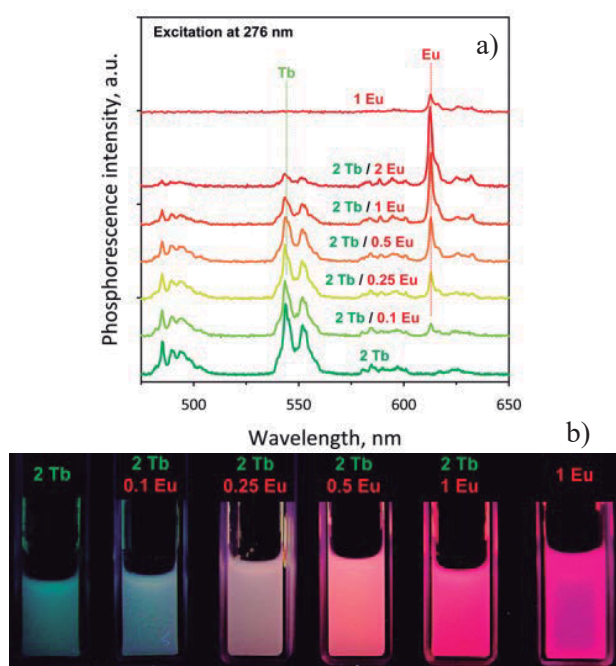 Excitation at 276 nm
a)
Tb
Eu
1 Eu
2 Tb / 2 Eu
2 Tb / 1 Eu
2 Tb / 0.5 Eu
2 Tb / 0.25 Eu
2 Tb / 0.1 Eu
2 Tb
Phosphorescence intensity, a.u.
500 550 600 650
Wavelength, nm
b)
2 Tb
2 Tb
0.1 Eu
2 Tb
0.25 Eu
2 Tb
0.5 Eu
2 Tb
1 Eu
1 Eu